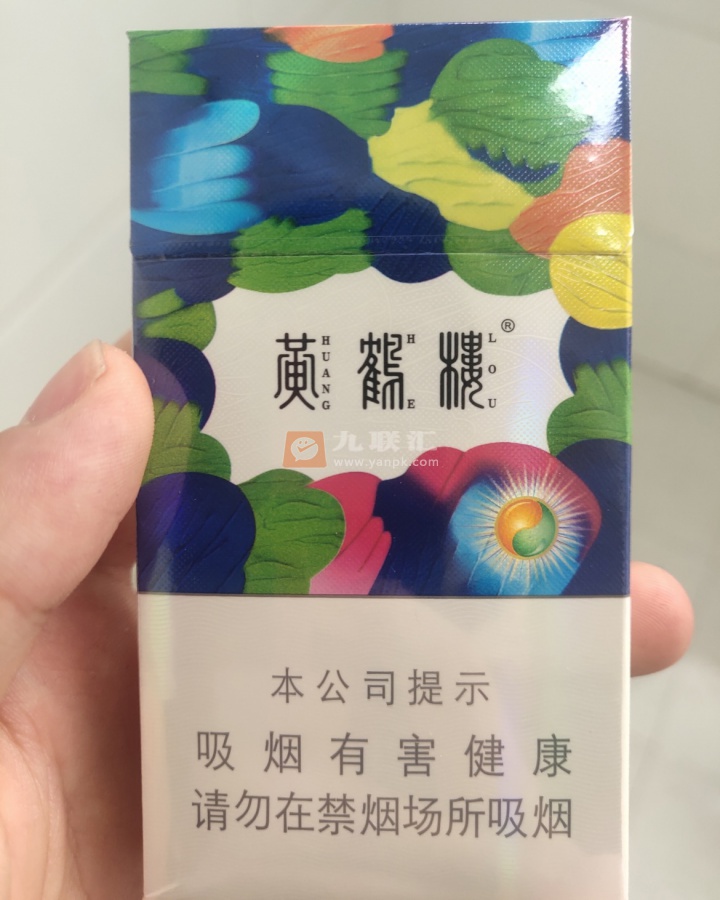 黄鹤楼®
HUANG HE LOU
九联汇
www.yanpk.com
本公司提示
吸烟有害健康
请勿在禁烟场所吸烟